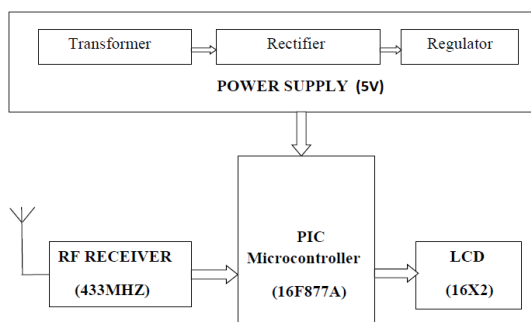 Transformer
Rectifier
Regulator
POWER SUPPLY (5V)
PIC
Microcontroller
(16F877A)
RF RECEIVER
(433MHZ)
LCD
(16X2)